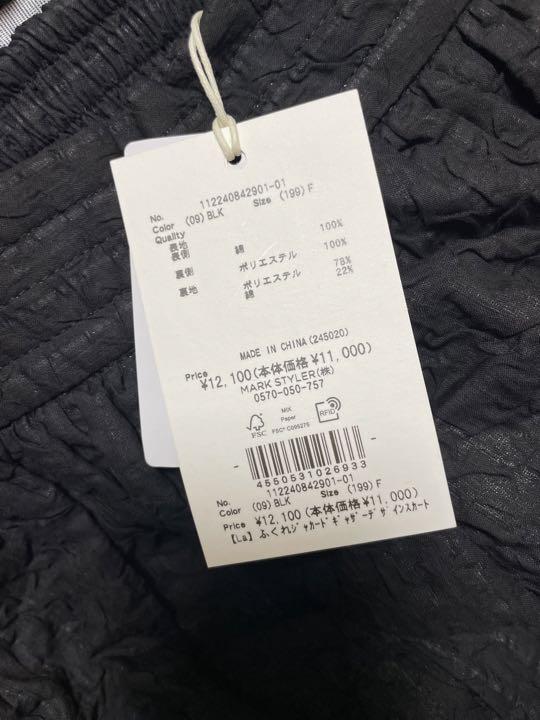 No. 112240842901-01
Color (09)BLK Size (199)F
Quality
表地
表側 綿 100%
裏側 ポリエステル 100%
裏地 ポリエステル 78%
綿 22%
MADE IN CHINA(245020)
Price ¥12,100(本体価格¥11,000)
MARK STYLER(株)
0570-050-757
FSC
MIX
Paper
FSC® C095275
RFID
4550531026933
112240842901-01
No.
Color (09)BLK Size (199)F
Price ¥12,100(本体価格¥11,000)
【La】ふくれジャカードギャザーデザインスカート